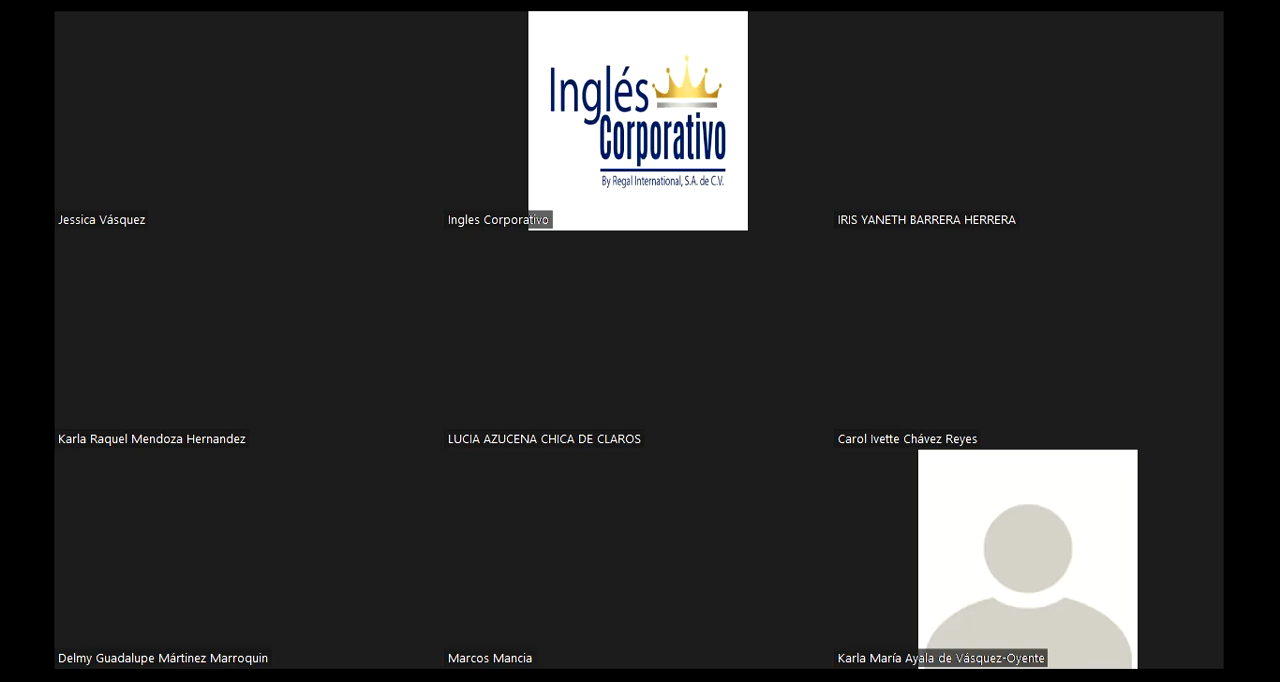 Inglés
Corporativo
By Regal International, S.A. de C.V.
Jessica Vásquez
Ingles Corporativo
IRIS YANETH BARRERA HERRERA
Karla Raquel Mendoza Hernandez
LUCIA AZUCENA CHICA DE CLAROS
Carol Ivette Chávez Reyes
Delmy Guadalupe Mártinez Marroquin
Marcos Mancia
Karla María Ayala de Vásquez-Oyente